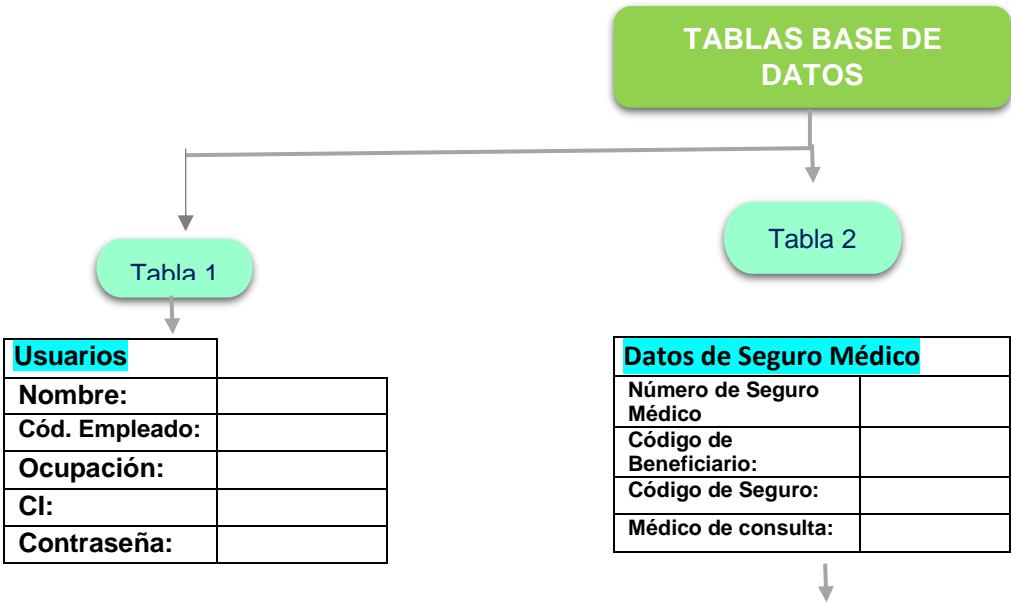 TABLAS BASE DE
DATOS
Tabla 1
Tabla 2
Usuarios
Nombre:
Cód. Empleado:
Ocupación:
CI:
Contraseña:
Datos de Seguro Médico
Número de Seguro
Médico
Código de
Beneficiario:
Código de Seguro:
Médico de consulta: